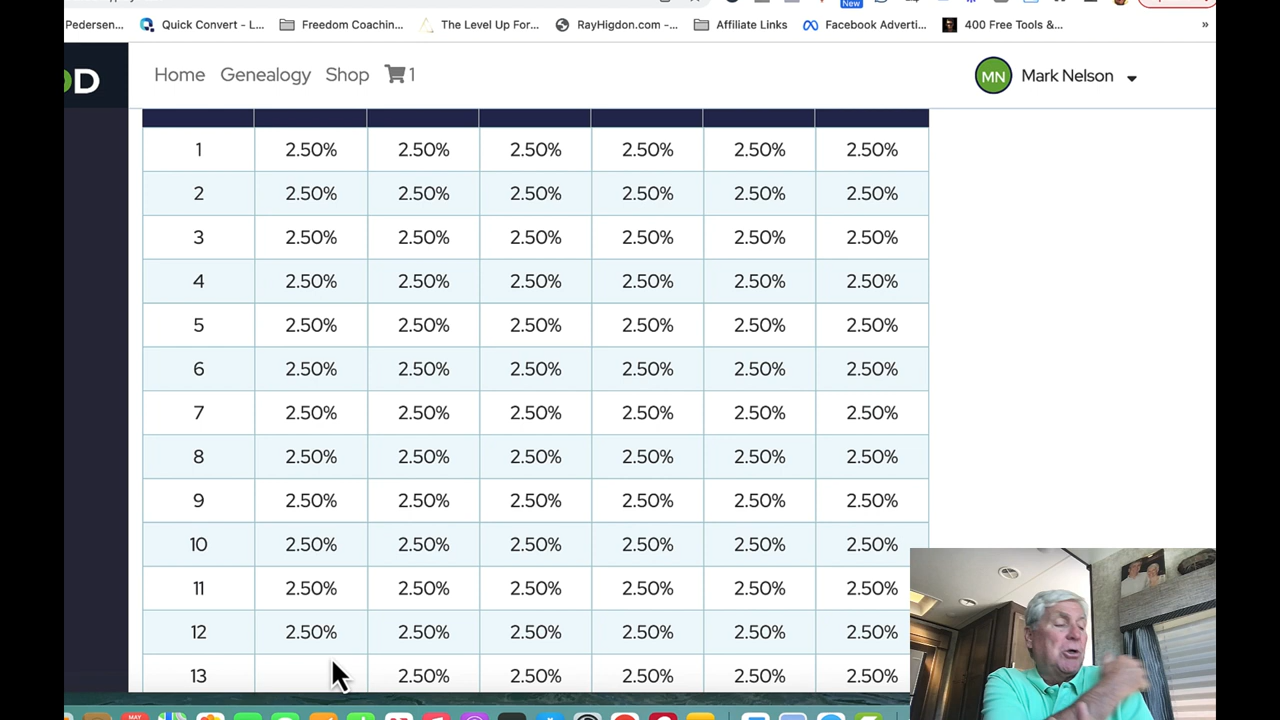 Pedersen... Quick Convert - L... Freedom Coachin... The Level Up For... RayHigdon.com -... Affiliate Links Facebook Adverti... 400 Free Tools &... »
New
D Home Genealogy Shop 1 MN Mark Nelson
1 2.50% 2.50% 2.50% 2.50% 2.50% 2.50%
2 2.50% 2.50% 2.50% 2.50% 2.50% 2.50%
3 2.50% 2.50% 2.50% 2.50% 2.50% 2.50%
4 2.50% 2.50% 2.50% 2.50% 2.50% 2.50%
5 2.50% 2.50% 2.50% 2.50% 2.50% 2.50%
6 2.50% 2.50% 2.50% 2.50% 2.50% 2.50%
7 2.50% 2.50% 2.50% 2.50% 2.50% 2.50%
8 2.50% 2.50% 2.50% 2.50% 2.50% 2.50%
9 2.50% 2.50% 2.50% 2.50% 2.50% 2.50%
10 2.50% 2.50% 2.50% 2.50% 2.50% 2.50%
11 2.50% 2.50% 2.50% 2.50% 2.50% 2.50%
12 2.50% 2.50% 2.50% 2.50% 2.50% 2.50%
13 2.50% 2.50% 2.50% 2.50% 2.50%
MAY